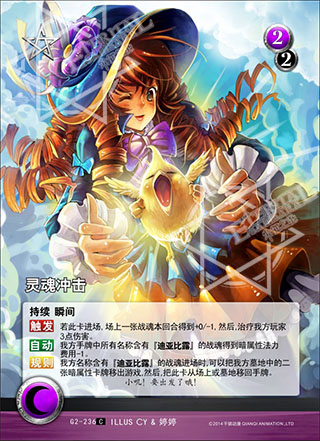 2
2
灵魂冲击
持续 瞬间
触发 若此卡进场, 场上一张战魂本回合得到+0/-1, 然后, 治疗我方玩家
3点伤害。
自动 我方手牌中所有名称含有『迪亚比露』的战魂得到暗属性法力
费用-1.
规则 我方名称含有『迪亚比露』的战魂进场时, 可以把我方墓地中的二
张暗属性卡牌移出游戏, 然后, 把此卡从场上或墓地移回手牌。
小吼! 要出发了哦!
G2-236 C ILLUS CY & 婷婷
©2014千骐动漫 QIANQI ANIMATION.,LTD